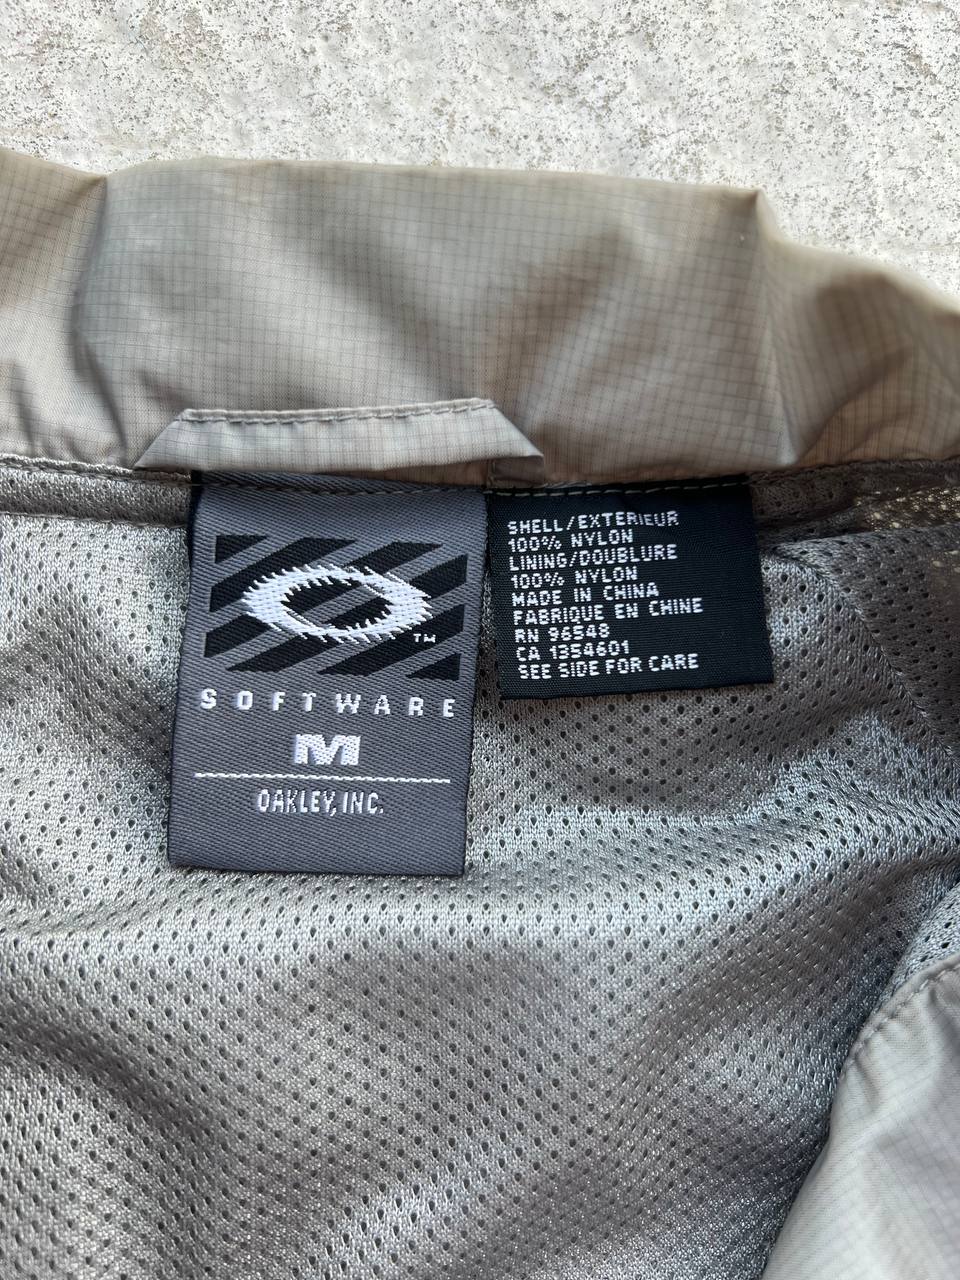 TM
SOFTWARE
M
OAKLEY, INC.
SHELL/EXTERIEUR
100% NYLON
LINING/DOUBLURE
100% NYLON
MADE IN CHINA
FABRIQUE EN CHINE
RN 96548
CA 1354601
SEE SIDE FOR CARE